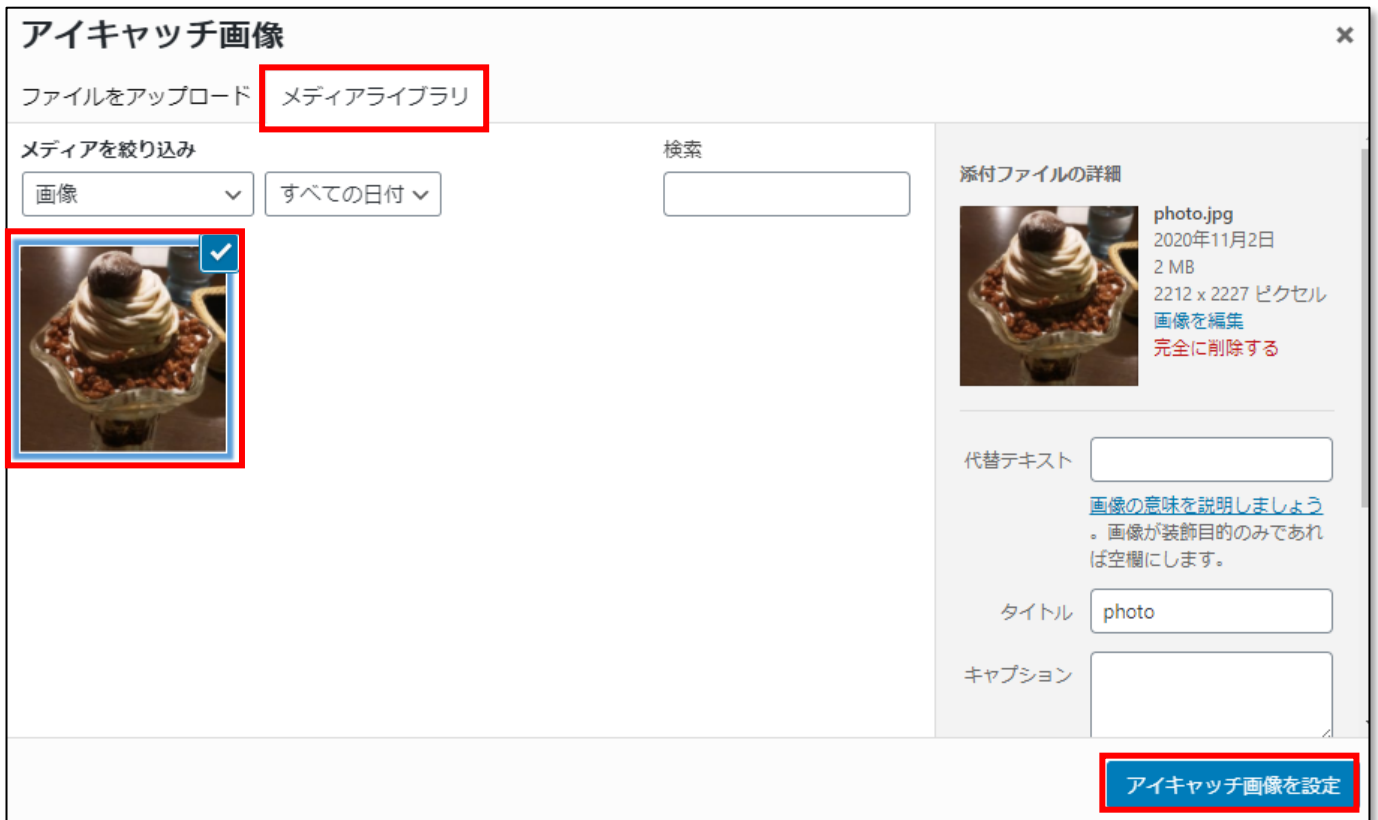 アイキャッチ画像
ファイルをアップロード メディアライブラリ
メディアを絞り込み
検索
画像
すべての日付
添付ファイルの詳細
photo.jpg
2020年11月2日
2 MB
2212 x 2227 ピクセル
画像を編集
完全に削除する
代替テキスト
画像の意味を説明しましょう
。画像が装飾目的のみであれ
ば空欄にします。
タイトル photo
キャプション
アイキャッチ画像を設定